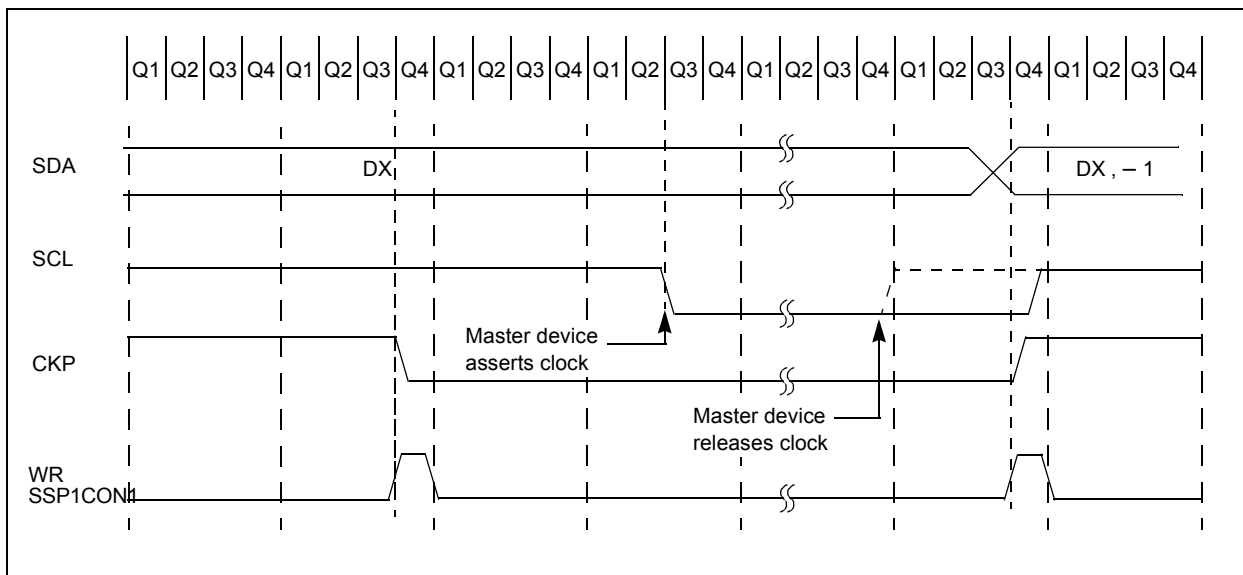 Q1 Q2 Q3 Q4 Q1 Q2 Q3 Q4 Q1 Q2 Q3 Q4 Q1 Q2 Q3 Q4 Q1 Q2 Q3 Q4 Q1 Q2 Q3 Q4 Q1 Q2 Q3 Q4
SDA
DX
DX , – 1
SCL
Master device
asserts clock
CKP
Master device
releases clock
WR
SSP1CON1